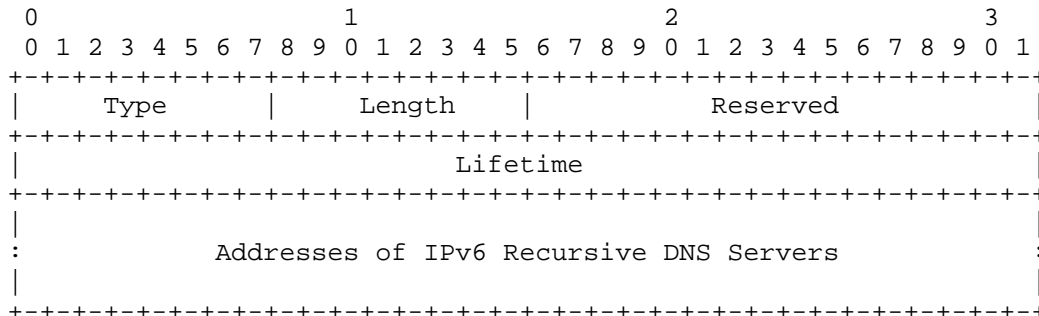 0                   1                   2                   3
 0 1 2 3 4 5 6 7 8 9 0 1 2 3 4 5 6 7 8 9 0 1 2 3 4 5 6 7 8 9 0 1
+-+-+-+-+-+-+-+-+-+-+-+-+-+-+-+-+-+-+-+-+-+-+-+-+-+-+-+-+-+-+-+-+
|     Type      |     Length    |           Reserved            |
+-+-+-+-+-+-+-+-+-+-+-+-+-+-+-+-+-+-+-+-+-+-+-+-+-+-+-+-+-+-+-+-+
|                           Lifetime                            |
+-+-+-+-+-+-+-+-+-+-+-+-+-+-+-+-+-+-+-+-+-+-+-+-+-+-+-+-+-+-+-+-+
|                                                               |
:            Addresses of IPv6 Recursive DNS Servers            :
|                                                               |
+-+-+-+-+-+-+-+-+-+-+-+-+-+-+-+-+-+-+-+-+-+-+-+-+-+-+-+-+-+-+-+-+